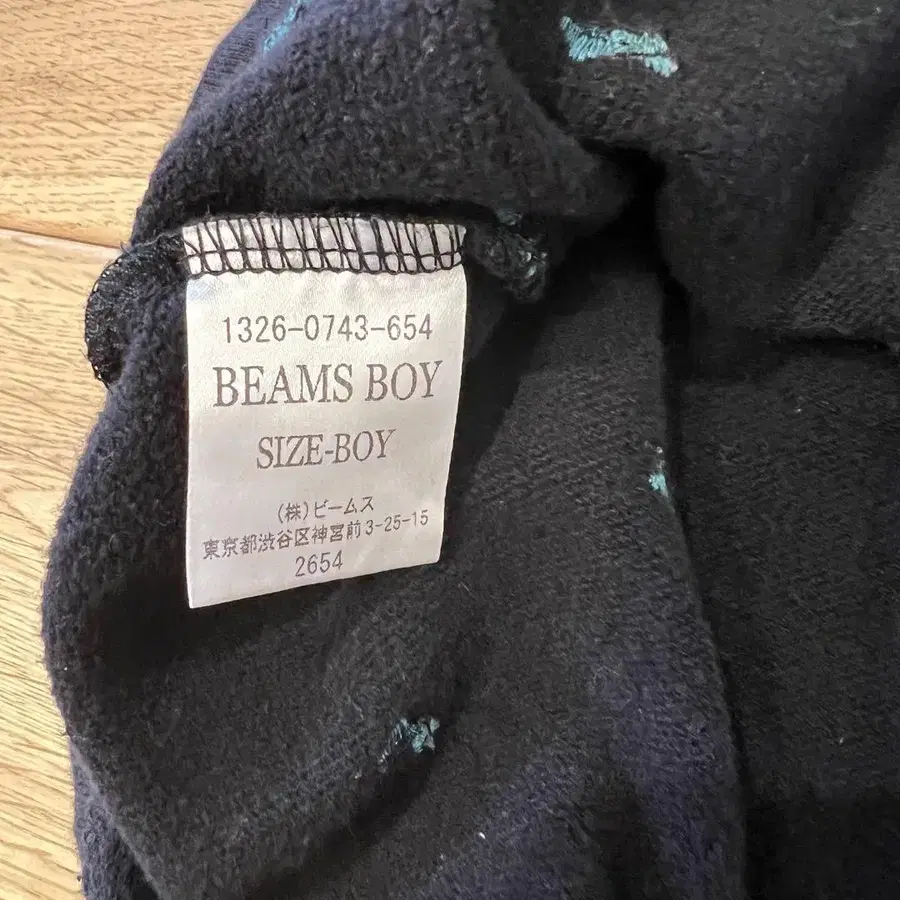 1326-0743-654
BEAMS BOY
SIZE-BOY
(株)ビームス
東京都渋谷区神宮前3-25-15
2654